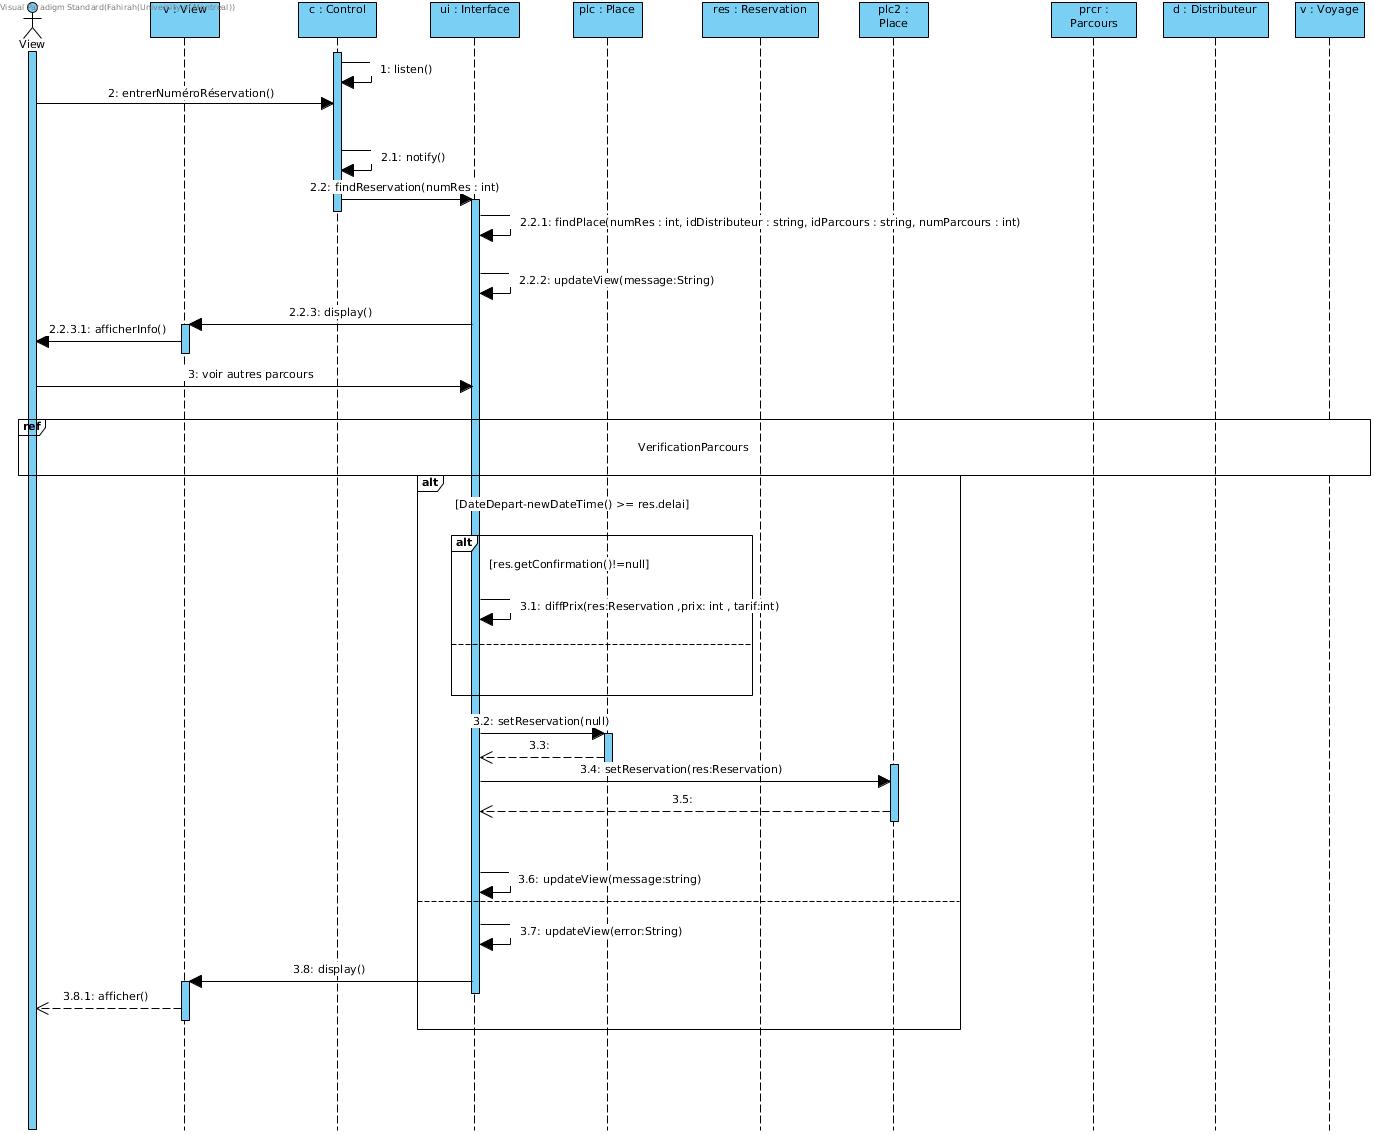 Visual Paradigm Standard(Fahirah(Université Montréal))
View
v : View
c : Control
ui : Interface
plc : Place
res : Reservation
plc2 :
Place
prcr :
Parcours
d : Distributeur
v : Voyage
1: listen()
2: entrerNuméroRéservation()
2.1: notify()
2.2: findReservation(numRes : int)
2.2.1: findPlace(numRes : int, idDistributeur : string, idParcours : string, numParcours : int)
2.2.2: updateView(message:String)
2.2.3: display()
2.2.3.1: afficherInfo()
3: voir autres parcours
ref
VerificationParcours
alt
[DateDepart-newDateTime() >= res.delai]
alt
[res.getConfirmation()!=null]
3.1: diffPrix(res:Reservation ,prix: int , tarif:int)
3.2: setReservation(null)
3.3:
3.4: setReservation(res:Reservation)
3.5:
3.6: updateView(message:string)
3.7: updateView(error:String)
3.8: display()
3.8.1: afficher()